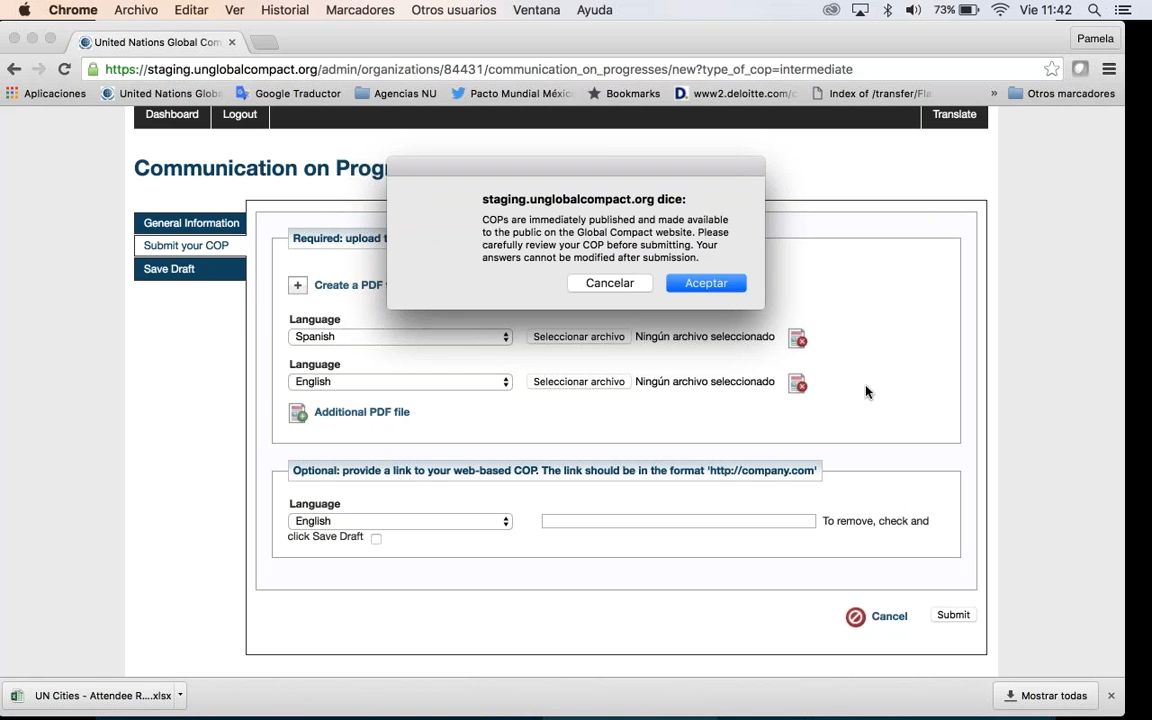 Chrome Archivo Editar Ver Historial Marcadores Otros usuarios Ventana Ayuda 73% Vie 11:42
United Nations Global Com Pamela
https://staging.unglobalcompact.org/admin/organizations/84431/communication_on_progresses/new?type_of_cop=intermediate
Aplicaciones United Nations Globa Google Traductor Agencias NU Pacto Mundial Méxic Bookmarks www2.deloitte.com/c Index of /transfer/Fla » Otros marcadores
Dashboard Logout Translate
Communication on Progr
staging.unglobalcompact.org dice:
COPs are immediately published and made available
to the public on the Global Compact website. Please
carefully review your COP before submitting. Your
answers cannot be modified after submission.
Cancelar Aceptar
General Information
Submit your COP
Save Draft
Required: upload t
Create a PDF
Language
Spanish Seleccionar archivo Ningún archivo seleccionado
Language
English Seleccionar archivo Ningún archivo seleccionado
Additional PDF file
Optional: provide a link to your web-based COP. The link should be in the format 'http://company.com'
Language
English To remove, check and
click Save Draft
Cancel Submit
UN Cities - Attendee R....xlsx Mostrar todas